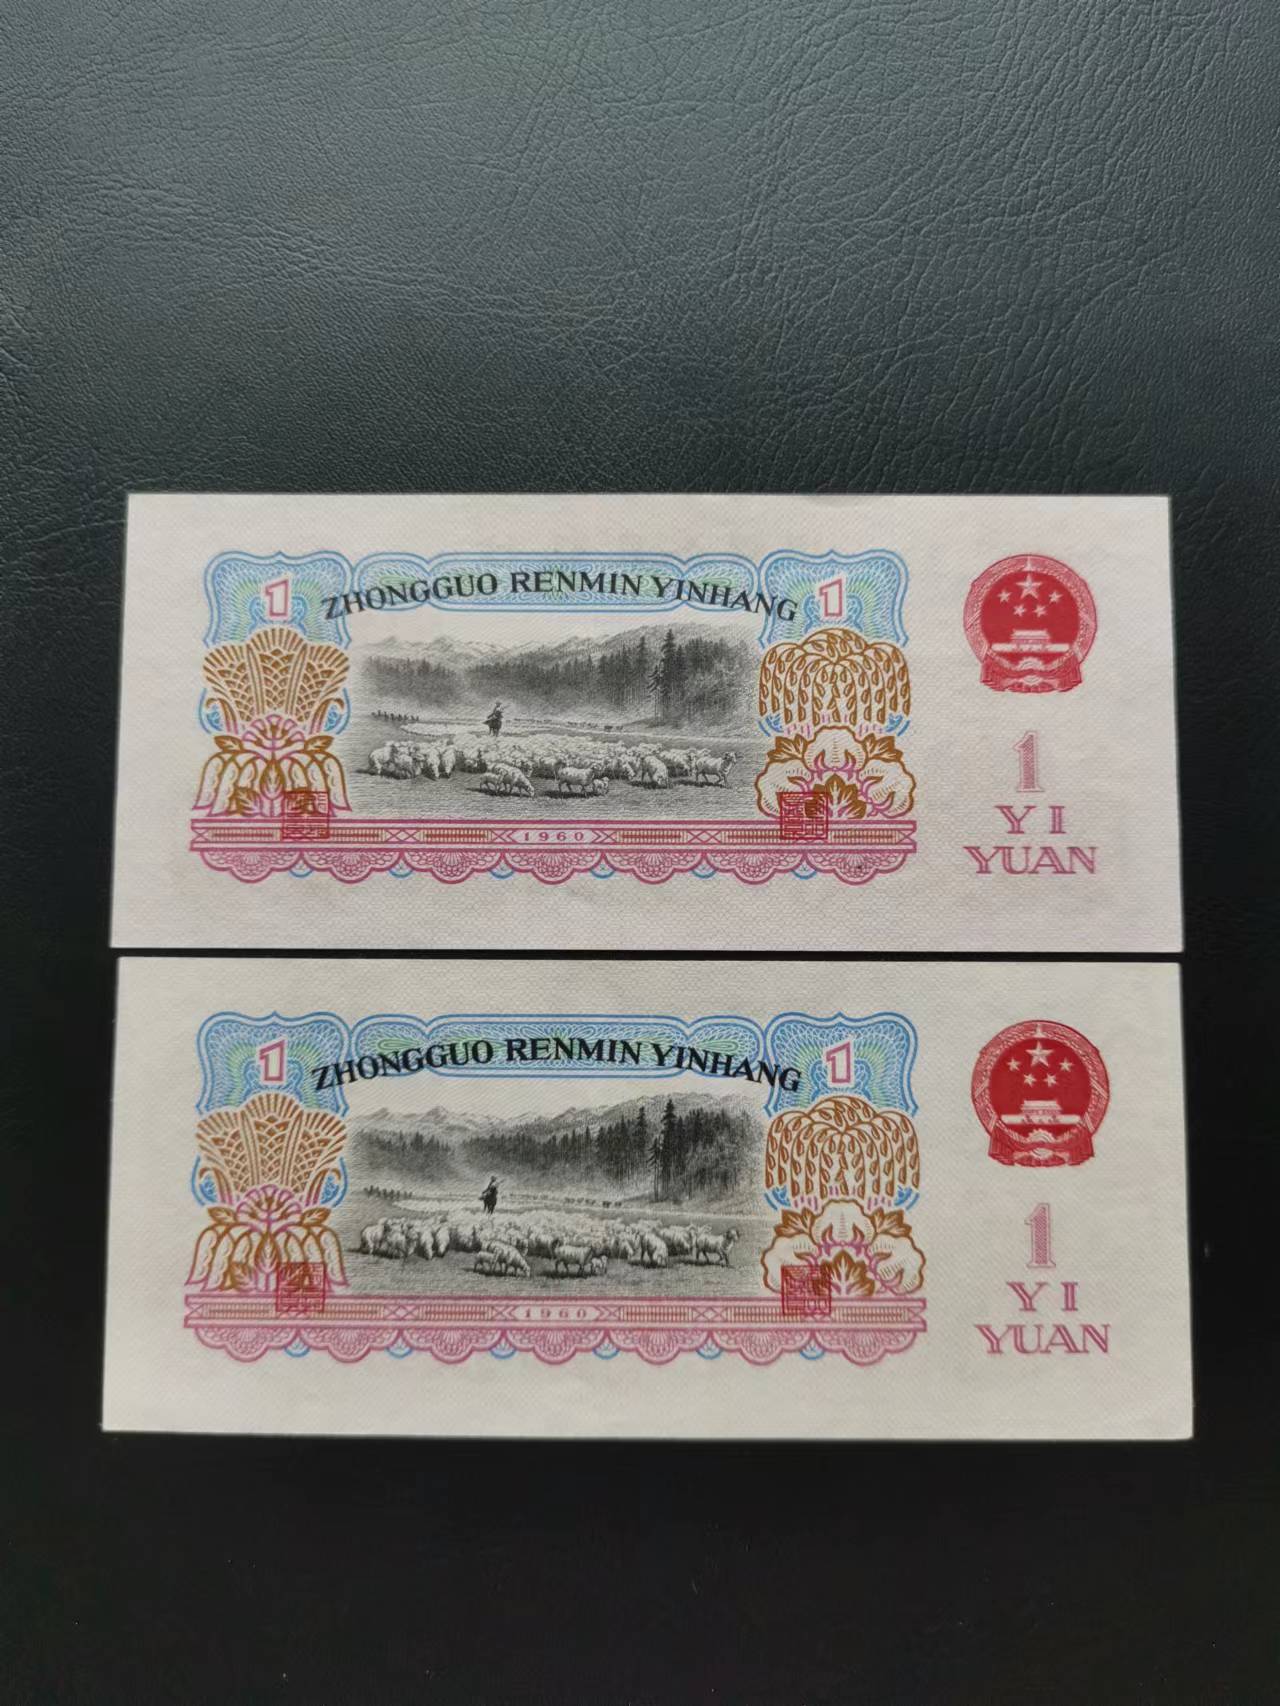 1 ZHONGGUO RENMIN YINHANG 1
1
YI
YUAN
1960
1 ZHONGGUO RENMIN YINHANG 1
1
YI
YUAN
1960